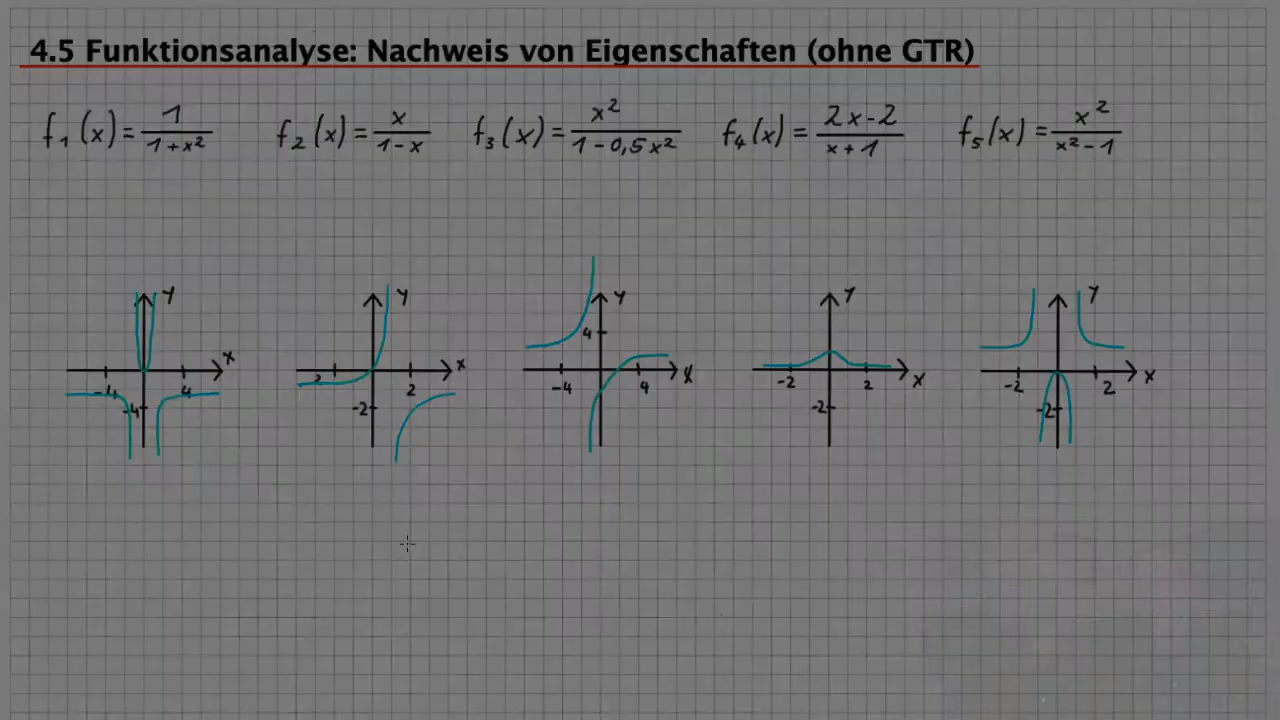 4.5 Funktionsanalyse: Nachweis von Eigenschaften (ohne GTR)
f₁(x) = 1/(1+x²) f₂(x) = x/(1-x) f₃(x) = x²/(1-0,5x²) f₄(x) = (2x-2)/(x+1) f₅(x) = x²/(x²-1)
y y y y y
4
x x x x x
-4 4 2 2 -4 4 -2 2 -2 2
-4 -2 -2 -2